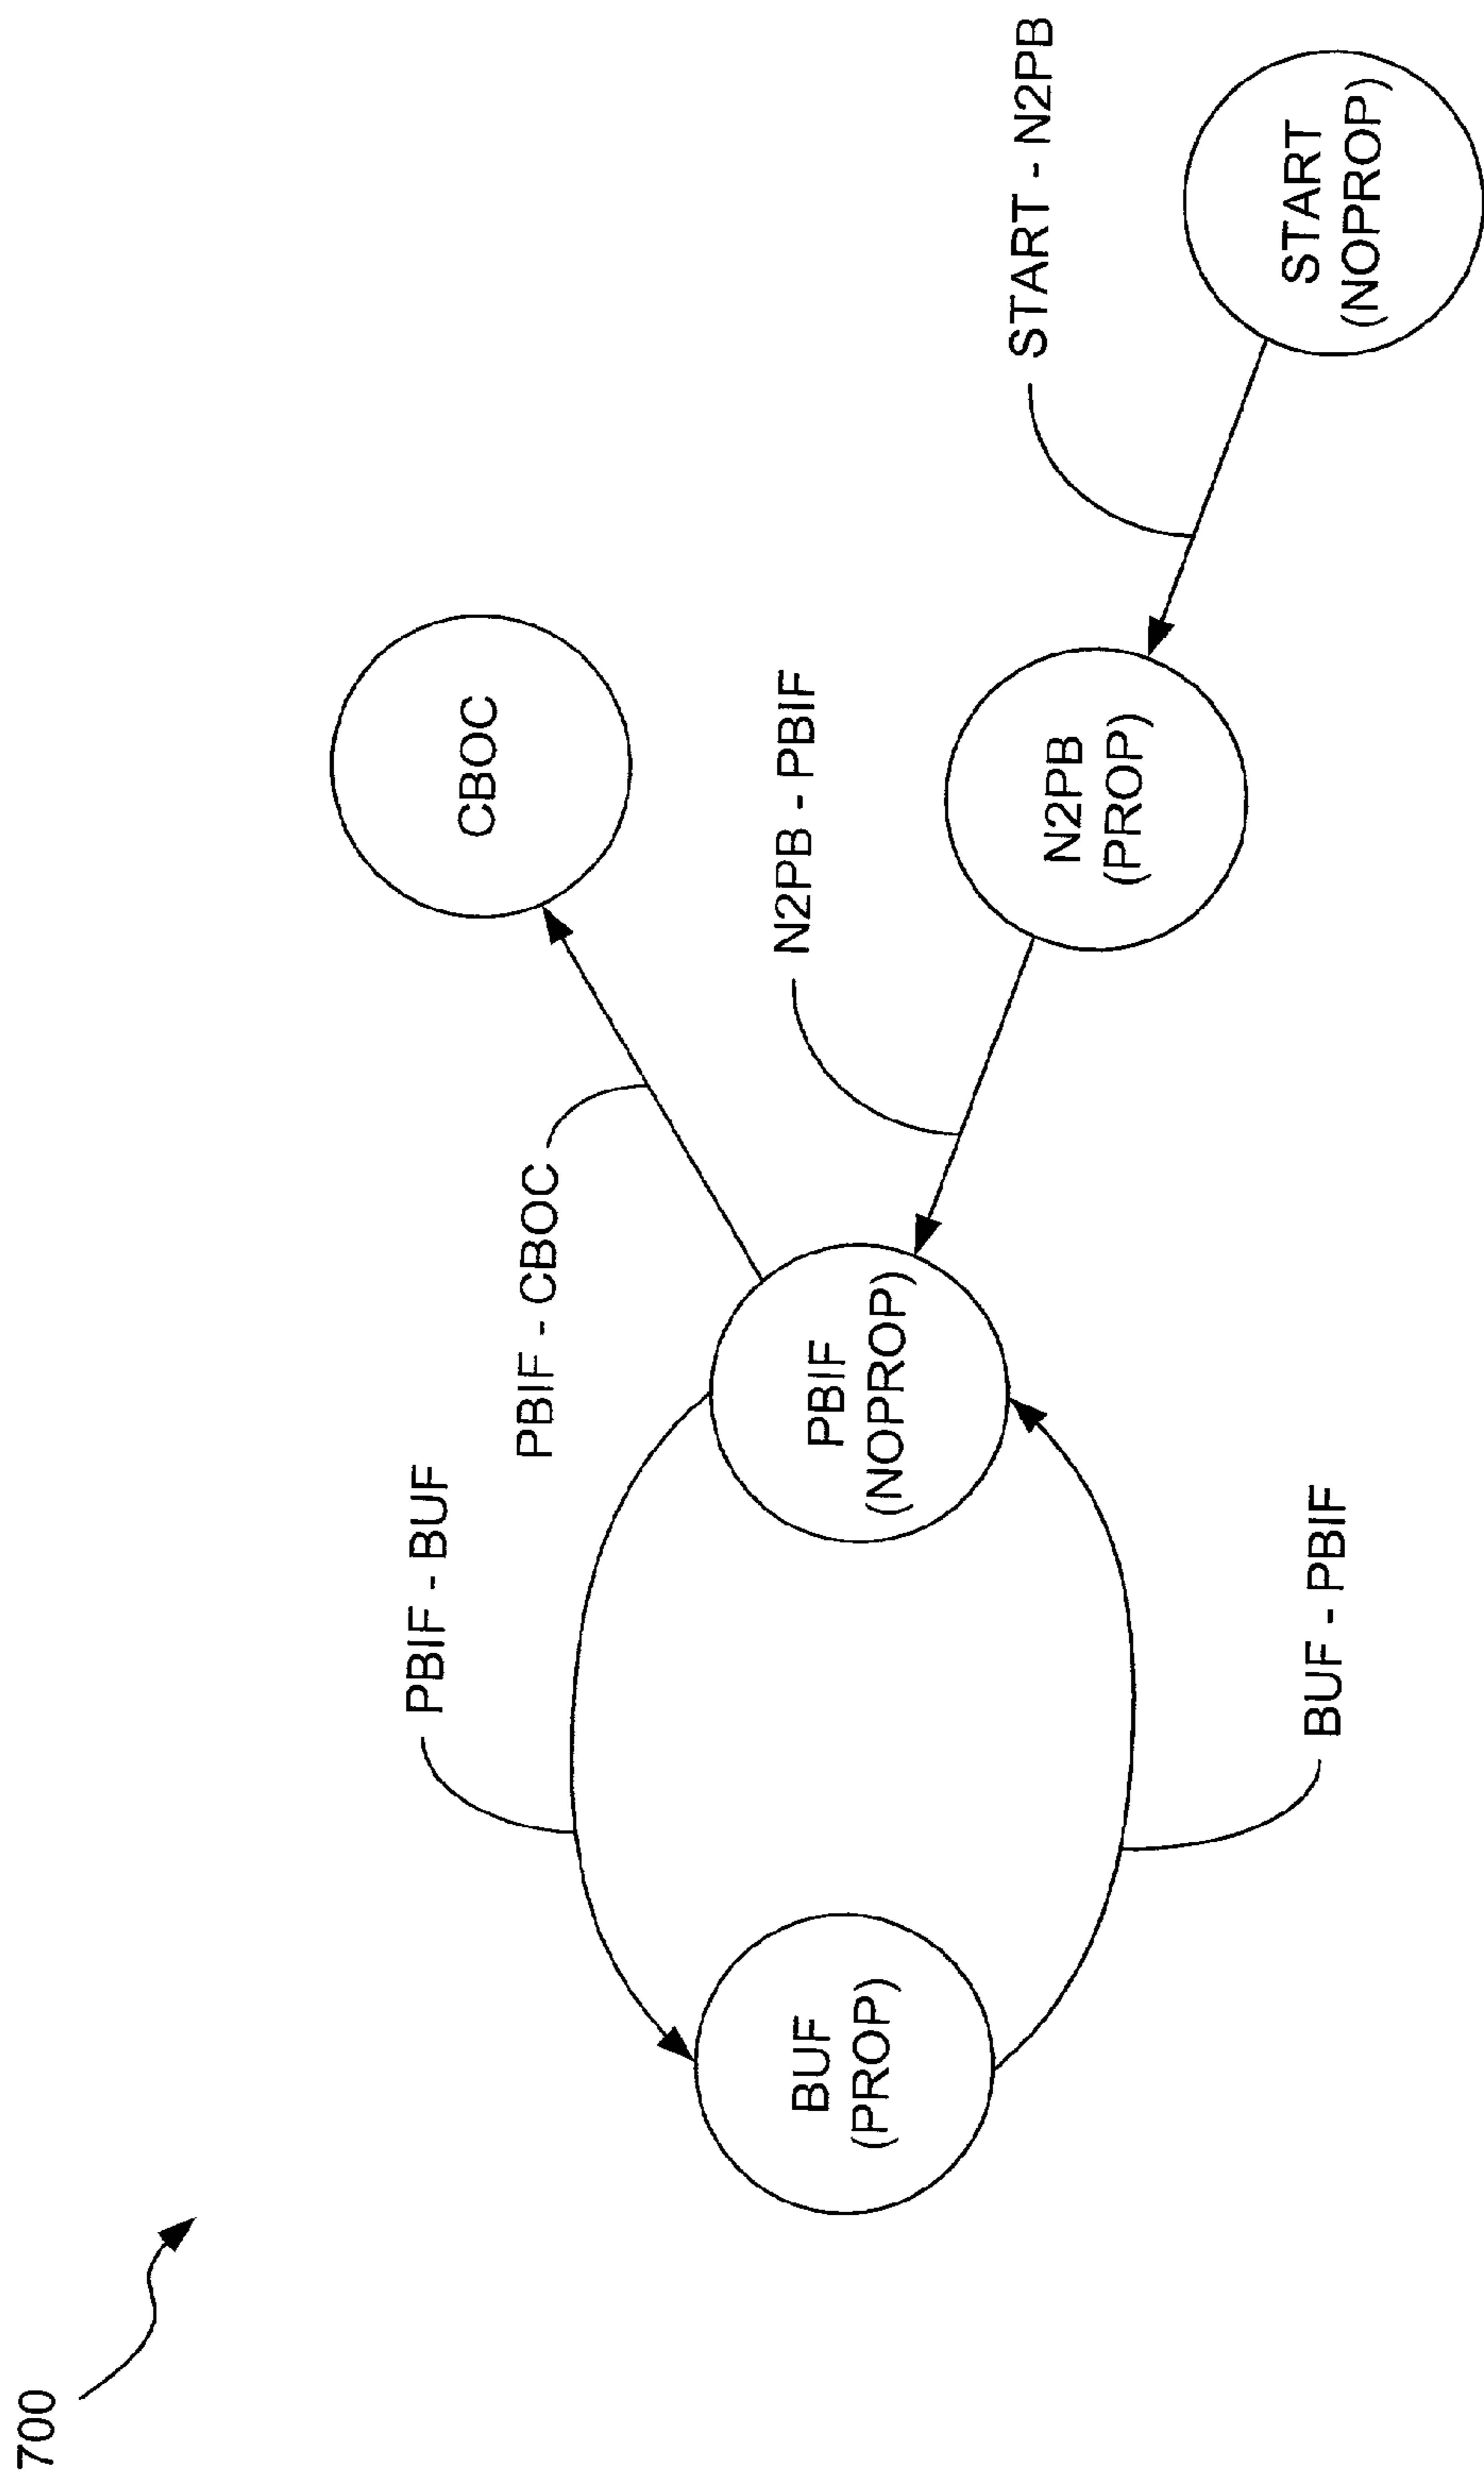 700
PBIF - BUF
PBIF - CBOC
CBOC
BUF
(PROP)
PBIF
(NOPROP)
N2PB - PBIF
N2PB
(PROP)
START - N2PB
START
(NOPROP)
BUF - PBIF